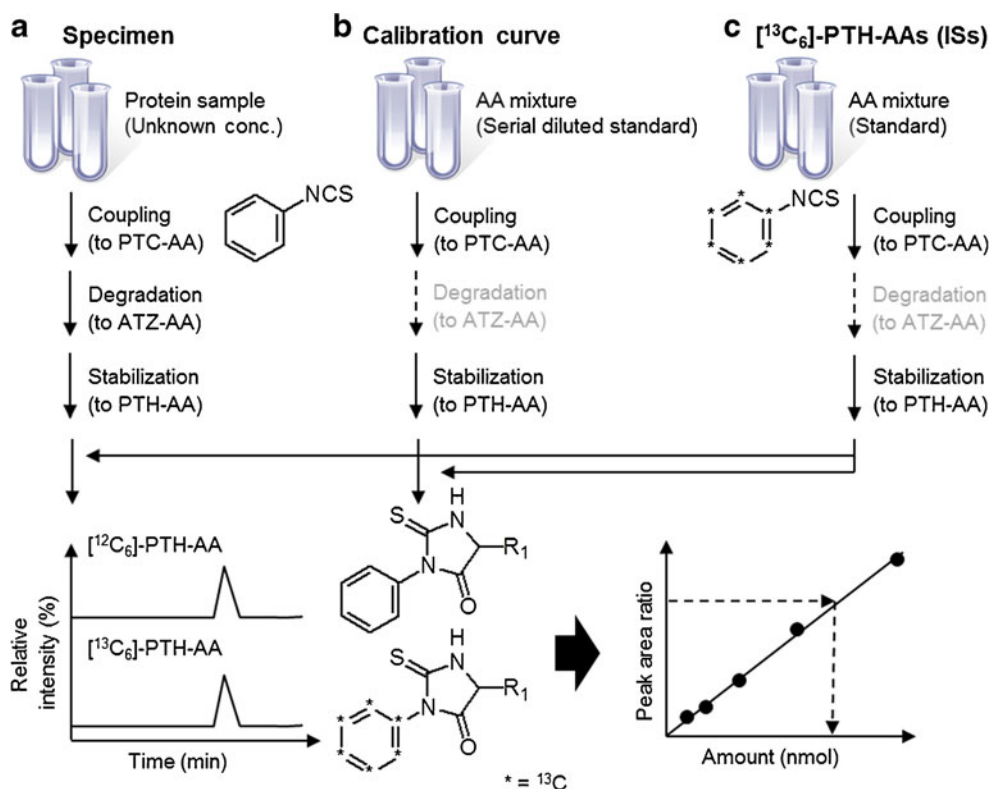 a Specimen
Protein sample
(Unknown conc.)
NCS
Coupling
(to PTC-AA)
Degradation
(to ATZ-AA)
Stabilization
(to PTH-AA)
b Calibration curve
AA mixture
(Serial diluted standard)
Coupling
(to PTC-AA)
Degradation
(to ATZ-AA)
Stabilization
(to PTH-AA)
c [¹³C₆]-PTH-AAs (ISs)
AA mixture
(Standard)
* * * * * * NCS
Coupling
(to PTC-AA)
Degradation
(to ATZ-AA)
Stabilization
(to PTH-AA)
Relative
intensity (%)
[¹²C₆]-PTH-AA
[¹³C₆]-PTH-AA
Time (min)
H
S N
R₁
N
O
H
S N
R₁
N
O
* * * * * *
* = ¹³C
Peak area ratio
Amount (nmol)